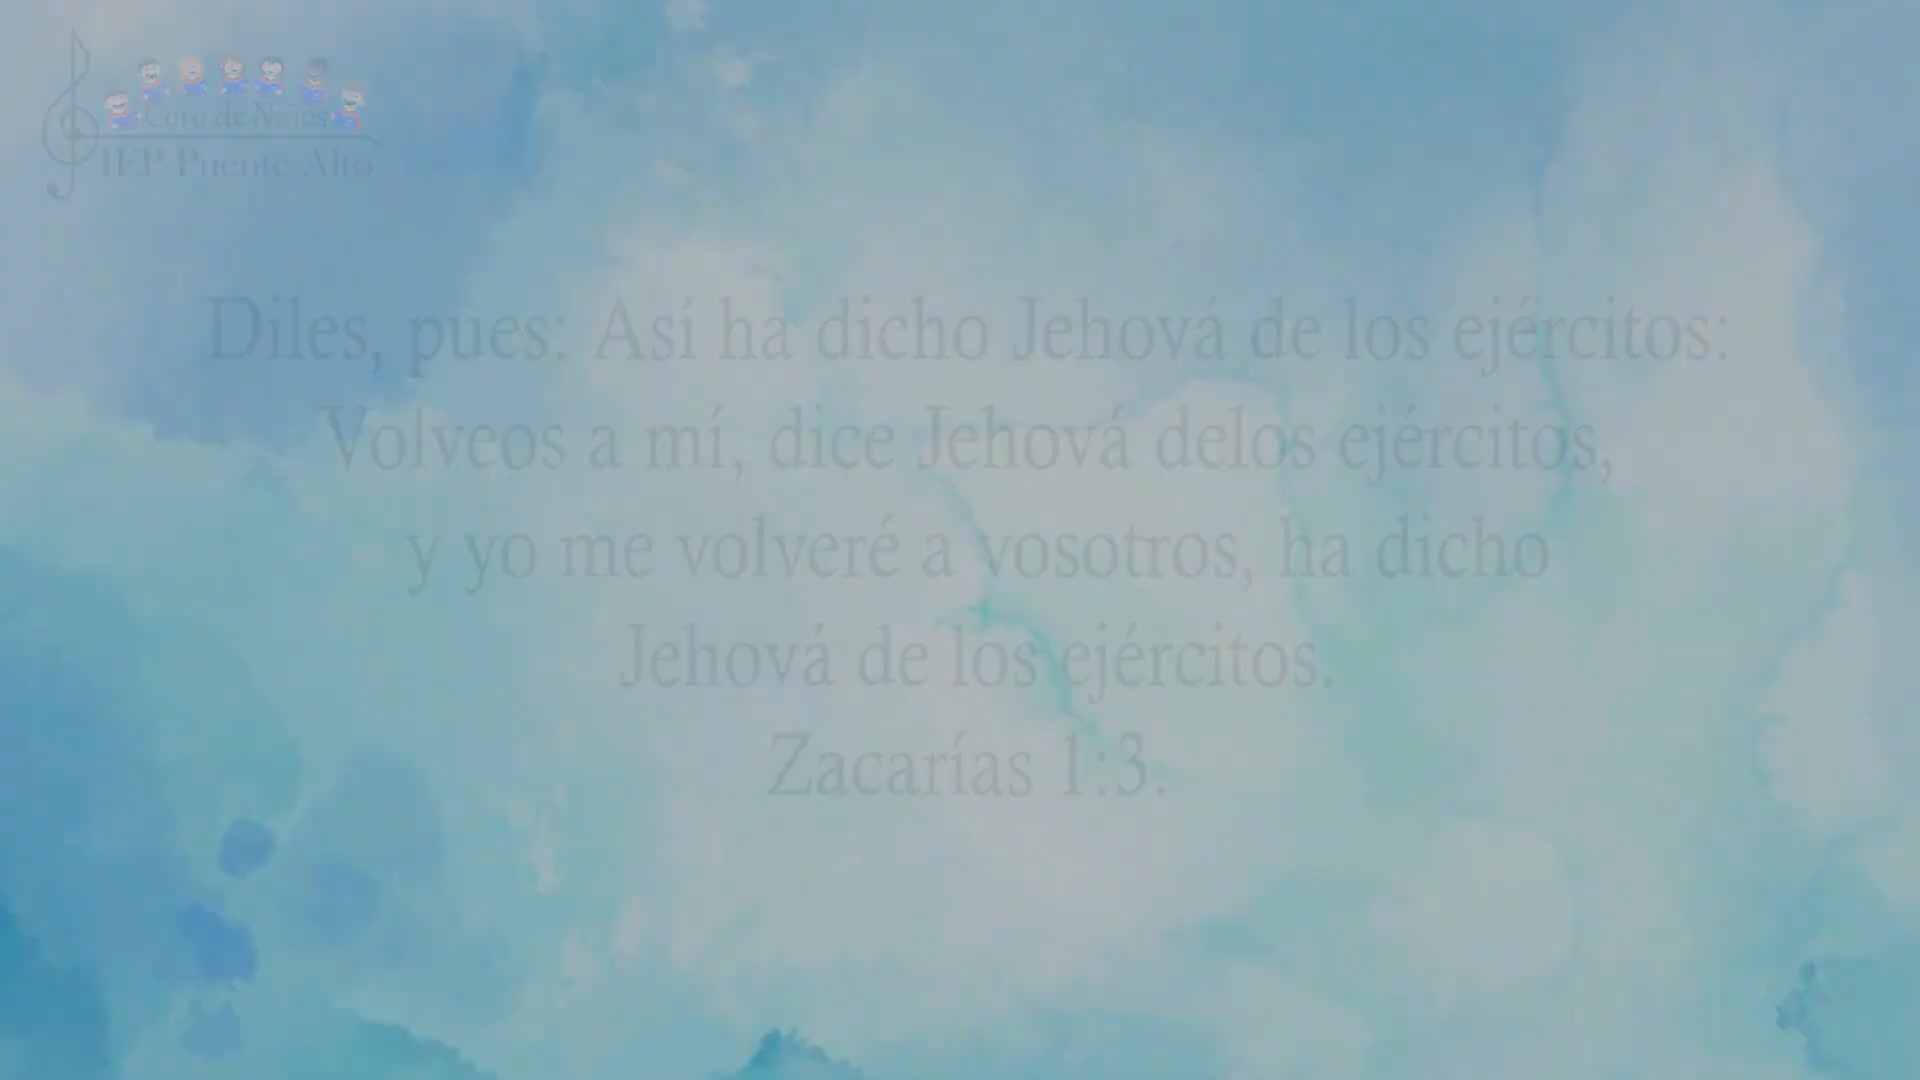 Coro de Niños
IEP Puente Alto
Diles, pues: Así ha dicho Jehová de los ejércitos:
Volveos a mí, dice Jehová delos ejércitos,
y yo me volveré a vosotros, ha dicho
Jehová de los ejércitos.
Zacarías 1:3.